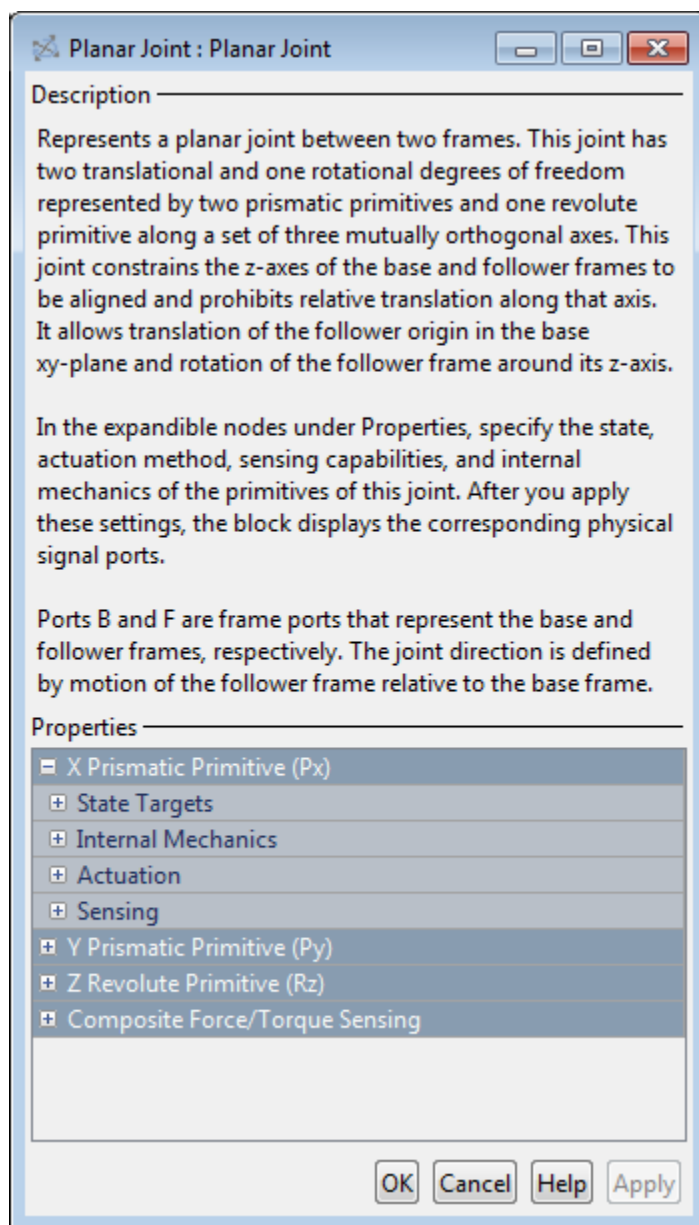 Planar Joint : Planar Joint
Description
Represents a planar joint between two frames. This joint has
two translational and one rotational degrees of freedom
represented by two prismatic primitives and one revolute
primitive along a set of three mutually orthogonal axes. This
joint constrains the z-axes of the base and follower frames to
be aligned and prohibits relative translation along that axis.
It allows translation of the follower origin in the base
xy-plane and rotation of the follower frame around its z-axis.
In the expandible nodes under Properties, specify the state,
actuation method, sensing capabilities, and internal
mechanics of the primitives of this joint. After you apply
these settings, the block displays the corresponding physical
signal ports.
Ports B and F are frame ports that represent the base and
follower frames, respectively. The joint direction is defined
by motion of the follower frame relative to the base frame.
Properties
X Prismatic Primitive (Px)
State Targets
Internal Mechanics
Actuation
Sensing
Y Prismatic Primitive (Py)
Z Revolute Primitive (Rz)
Composite Force/Torque Sensing
OK Cancel Help Apply